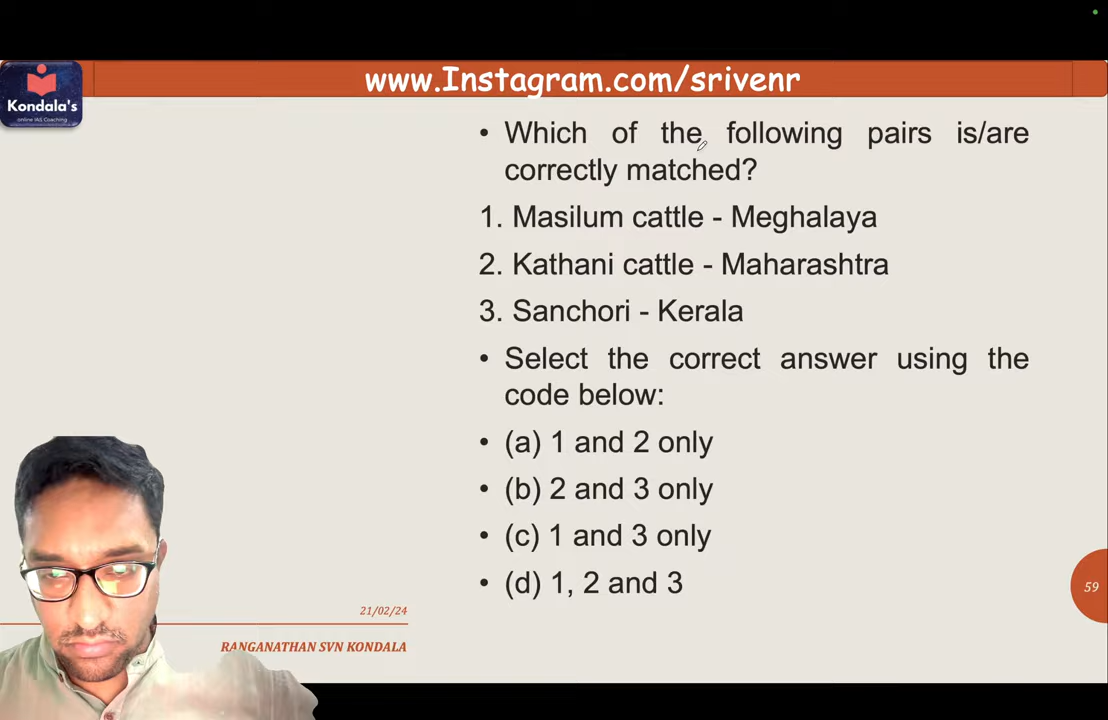 www.Instagram.com/srivenr
Kondala's
online IAS Coaching
• Which of the following pairs is/are
correctly matched?
1. Masilum cattle - Meghalaya
2. Kathani cattle - Maharashtra
3. Sanchori - Kerala
• Select the correct answer using the
code below:
• (a) 1 and 2 only
• (b) 2 and 3 only
• (c) 1 and 3 only
• (d) 1, 2 and 3
59
21/02/24
RANGANATHAN SVN KONDALA